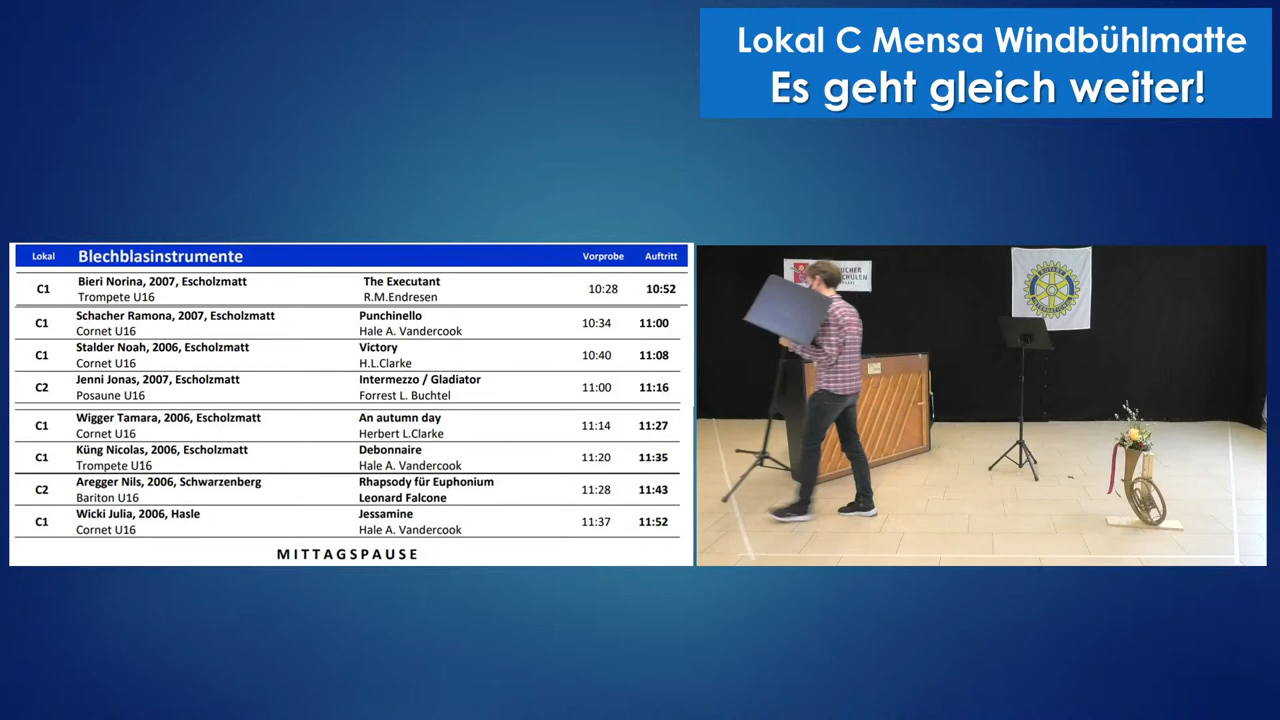 Lokal C Mensa Windbühlmatte
Es geht gleich weiter!
Lokal Blechblasinstrumente Vorprobe Auftritt
C1 Bieri Norina, 2007, Escholzmatt The Executant 10:28 10:52
Trompete U16 R.M.Endresen
C1 Schacher Ramona, 2007, Escholzmatt Punchinello 10:34 11:00
Cornet U16 Hale A. Vandercook
C1 Stalder Noah, 2006, Escholzmatt Victory 10:40 11:08
Cornet U16 H.L.Clarke
C2 Jenni Jonas, 2007, Escholzmatt Intermezzo / Gladiator 11:00 11:16
Posaune U16 Forrest L. Buchtel
C1 Wigger Tamara, 2006, Escholzmatt An autumn day 11:14 11:27
Cornet U16 Herbert L.Clarke
C1 Küng Nicolas, 2006, Escholzmatt Debonnaire 11:20 11:35
Trompete U16 Hale A. Vandercook
C2 Aregger Nils, 2006, Schwarzenberg Rhapsody für Euphonium 11:28 11:43
Bariton U16 Leonard Falcone
C1 Wicki Julia, 2006, Hasle Jessamine 11:37 11:52
Cornet U16 Hale A. Vandercook
MITTAGSPAUSE
UCHER
SCHULEN
ROTARY
INTERNATIONAL